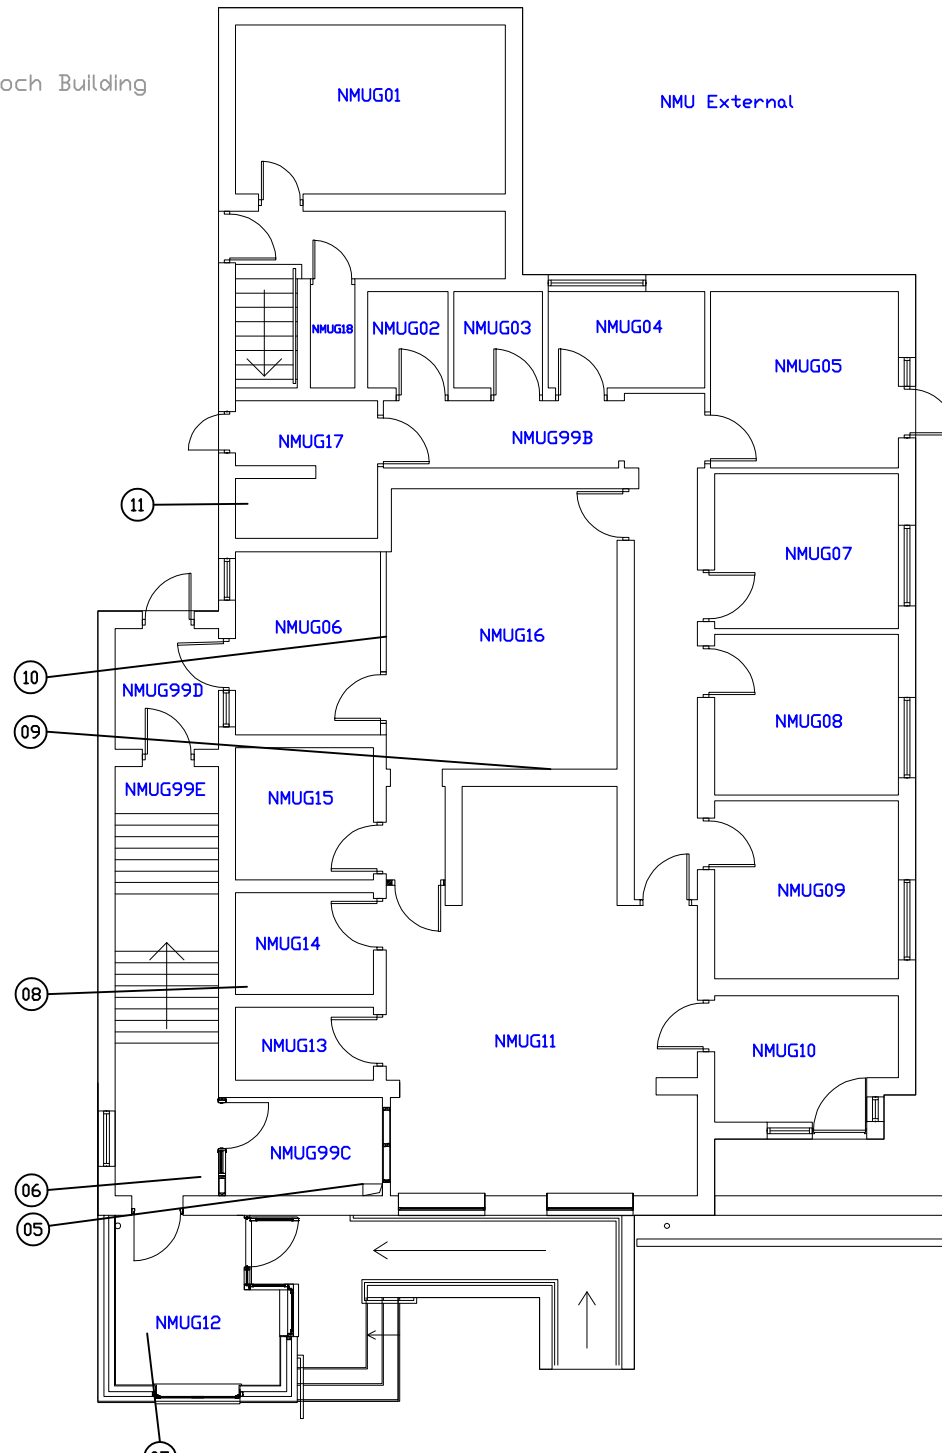 och Building
NMUG01
NMU External
NMUG18
NMUG02
NMUG03
NMUG04
NMUG05
NMUG17
NMUG99B
11
NMUG07
NMUG06
NMUG16
10
NMUG99D
09
NMUG08
NMUG99E
NMUG15
NMUG09
NMUG14
08
NMUG13
NMUG11
NMUG10
NMUG99C
06
05
NMUG12